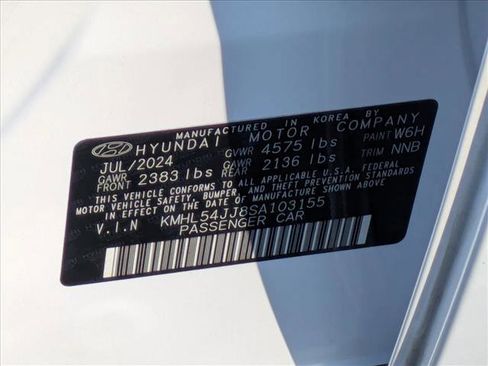 MANUFACTURED IN KOREA BY
HYUNDAI MOTOR COMPANY
JUL/2024 GVWR 4575 lbs PAINT W6H
GAWR FRONT 2383 lbs GAWR 2136 lbs TRIM NNB
THIS VEHICLE CONFORMS TO ALL APPLICABLE U.S.A. FEDERAL
MOTOR VEHICLE SAFETY, BUMPER, AND THEFT PREVENTION STANDARDS
IN EFFECT ON THE DATE OF MANUFACTURE SHOWN ABOVE.
V.I.N KMHL54JJ8SA103155
PASSENGER CAR